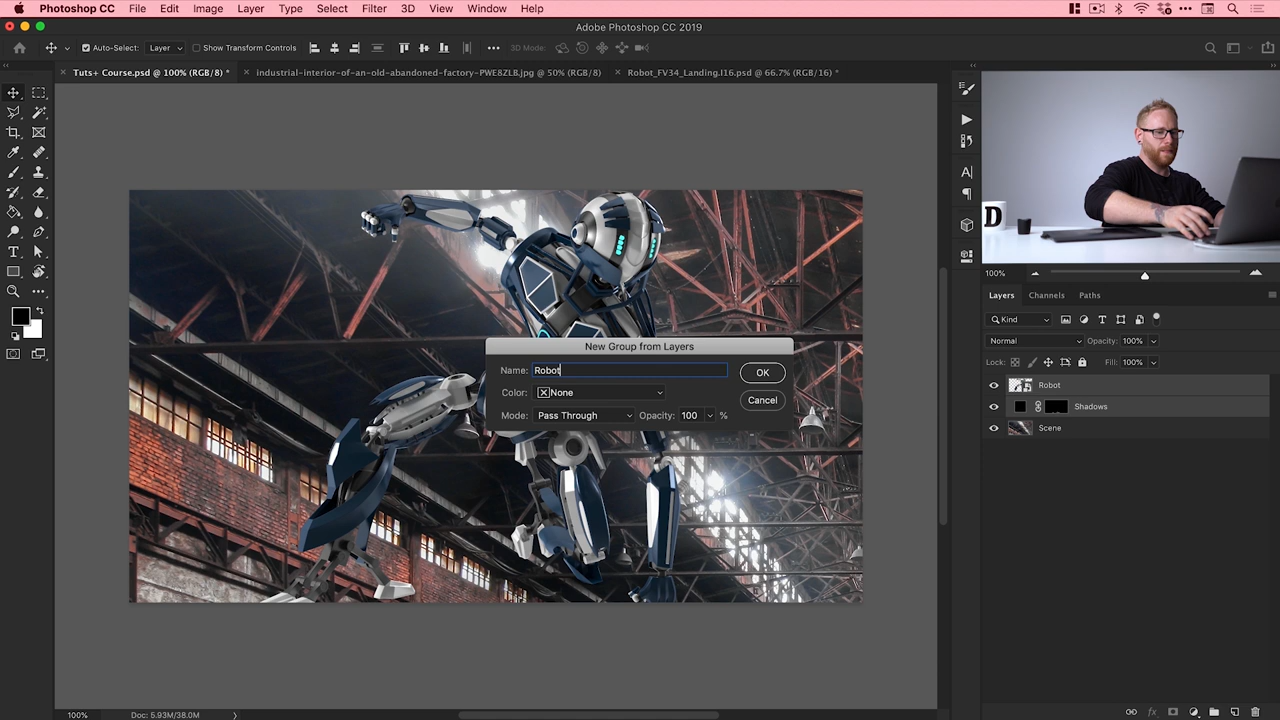 Photoshop CC File Edit Image Layer Type Select Filter 3D View Window Help
Adobe Photoshop CC 2019
Auto-Select: Layer Show Transform Controls 3D Mode:
Tuts+ Course.psd @ 100% (RGB/8) * industrial-interior-of-an-old-abandoned-factory-PWE8ZLB.jpg @ 50% (RGB/8) Robot_FV34_Landing.I16.psd @ 66.7% (RGB/16) *
D
100%
Layers Channels Paths
Kind
Normal Opacity: 100%
Lock: Fill: 100%
Robot
Shadows
Scene
New Group from Layers
Name: Robot OK
Color: None Cancel
Mode: Pass Through Opacity: 100 %
100% Doc: 5.93M/38.0M